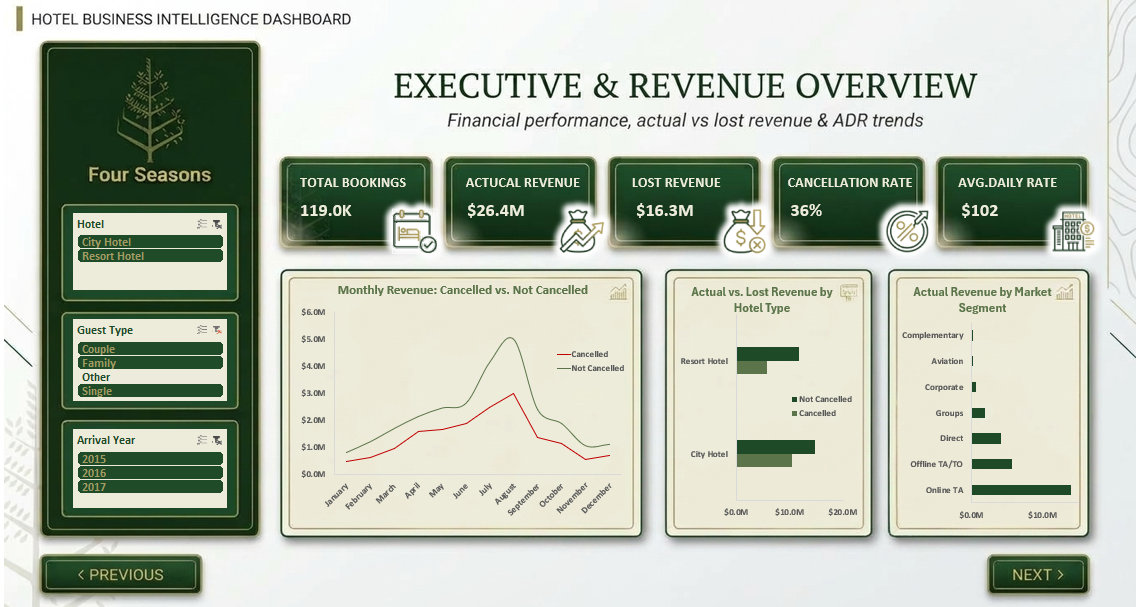 HOTEL BUSINESS INTELLIGENCE DASHBOARD
Four Seasons
Hotel
City Hotel
Resort Hotel
Guest Type
Couple
Family
Other
Single
Arrival Year
2015
2016
2017
EXECUTIVE & REVENUE OVERVIEW
Financial performance, actual vs lost revenue & ADR trends
TOTAL BOOKINGS
119.0K
ACTUCAL REVENUE
$26.4M
LOST REVENUE
$16.3M
CANCELLATION RATE
36%
AVG.DAILY RATE
$102
HOTEL
Monthly Revenue: Cancelled vs. Not Cancelled
$6.0M
$5.0M
$4.0M
$3.0M
$2.0M
$1.0M
$0.0M
Cancelled
Not Cancelled
January
February
March
April
May
June
July
August
September
October
November
December
Actual vs. Lost Revenue by
Hotel Type
Resort Hotel
City Hotel
Not Cancelled
Cancelled
$0.0M
$10.0M
$20.0M
Actual Revenue by Market
Segment
Complementary
Aviation
Corporate
Groups
Direct
Offline TA/TO
Online TA
$0.0M
$10.0M
< PREVIOUS
NEXT >